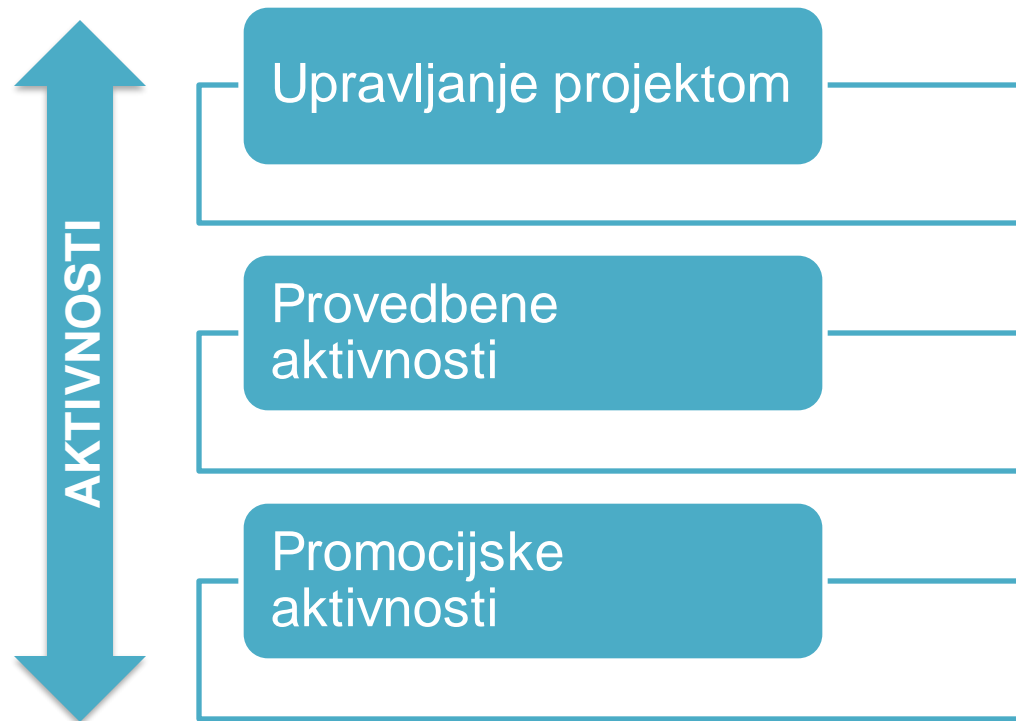 AKTIVNOSTI
Upravljanje projektom
Provedbene
aktivnosti
Promocijske
aktivnosti